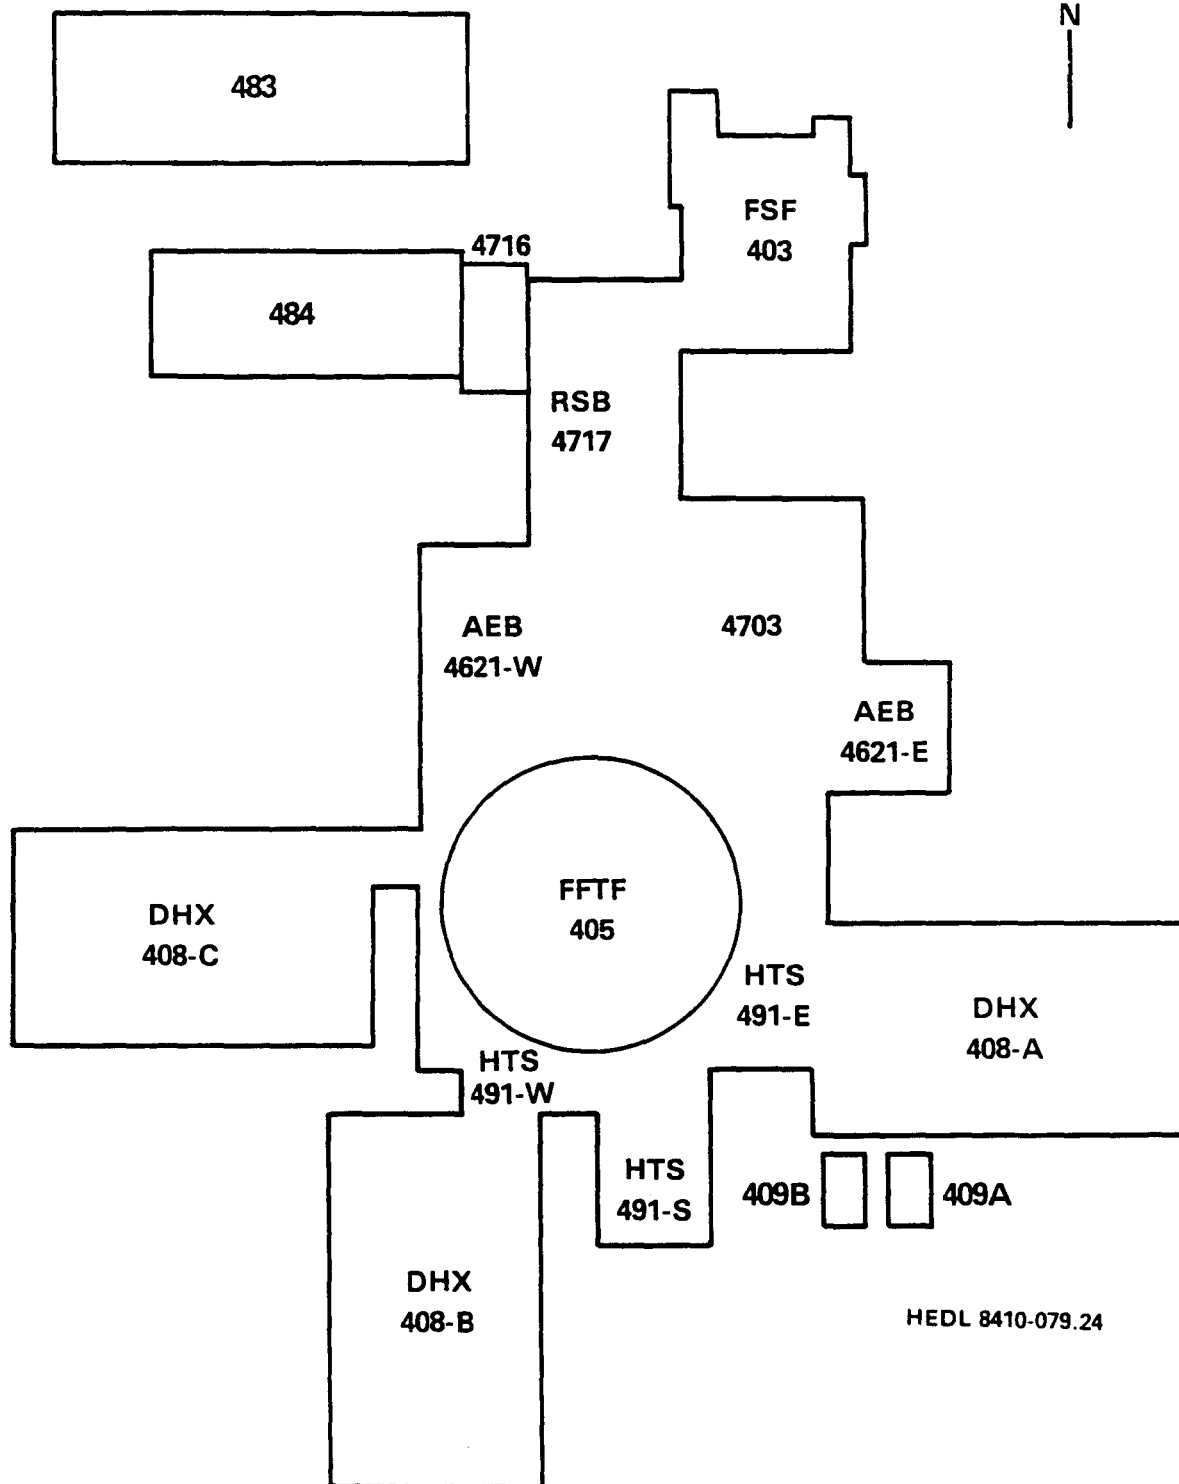 N
483
FSF
403
4716
484
RSB
4717
AEB
4621-W
4703
AEB
4621-E
FFTF
405
DHX
408-C
HTS
491-E
DHX
408-A
HTS
491-W
HTS
491-S
409B
409A
DHX
408-B
HEDL 8410-079.24